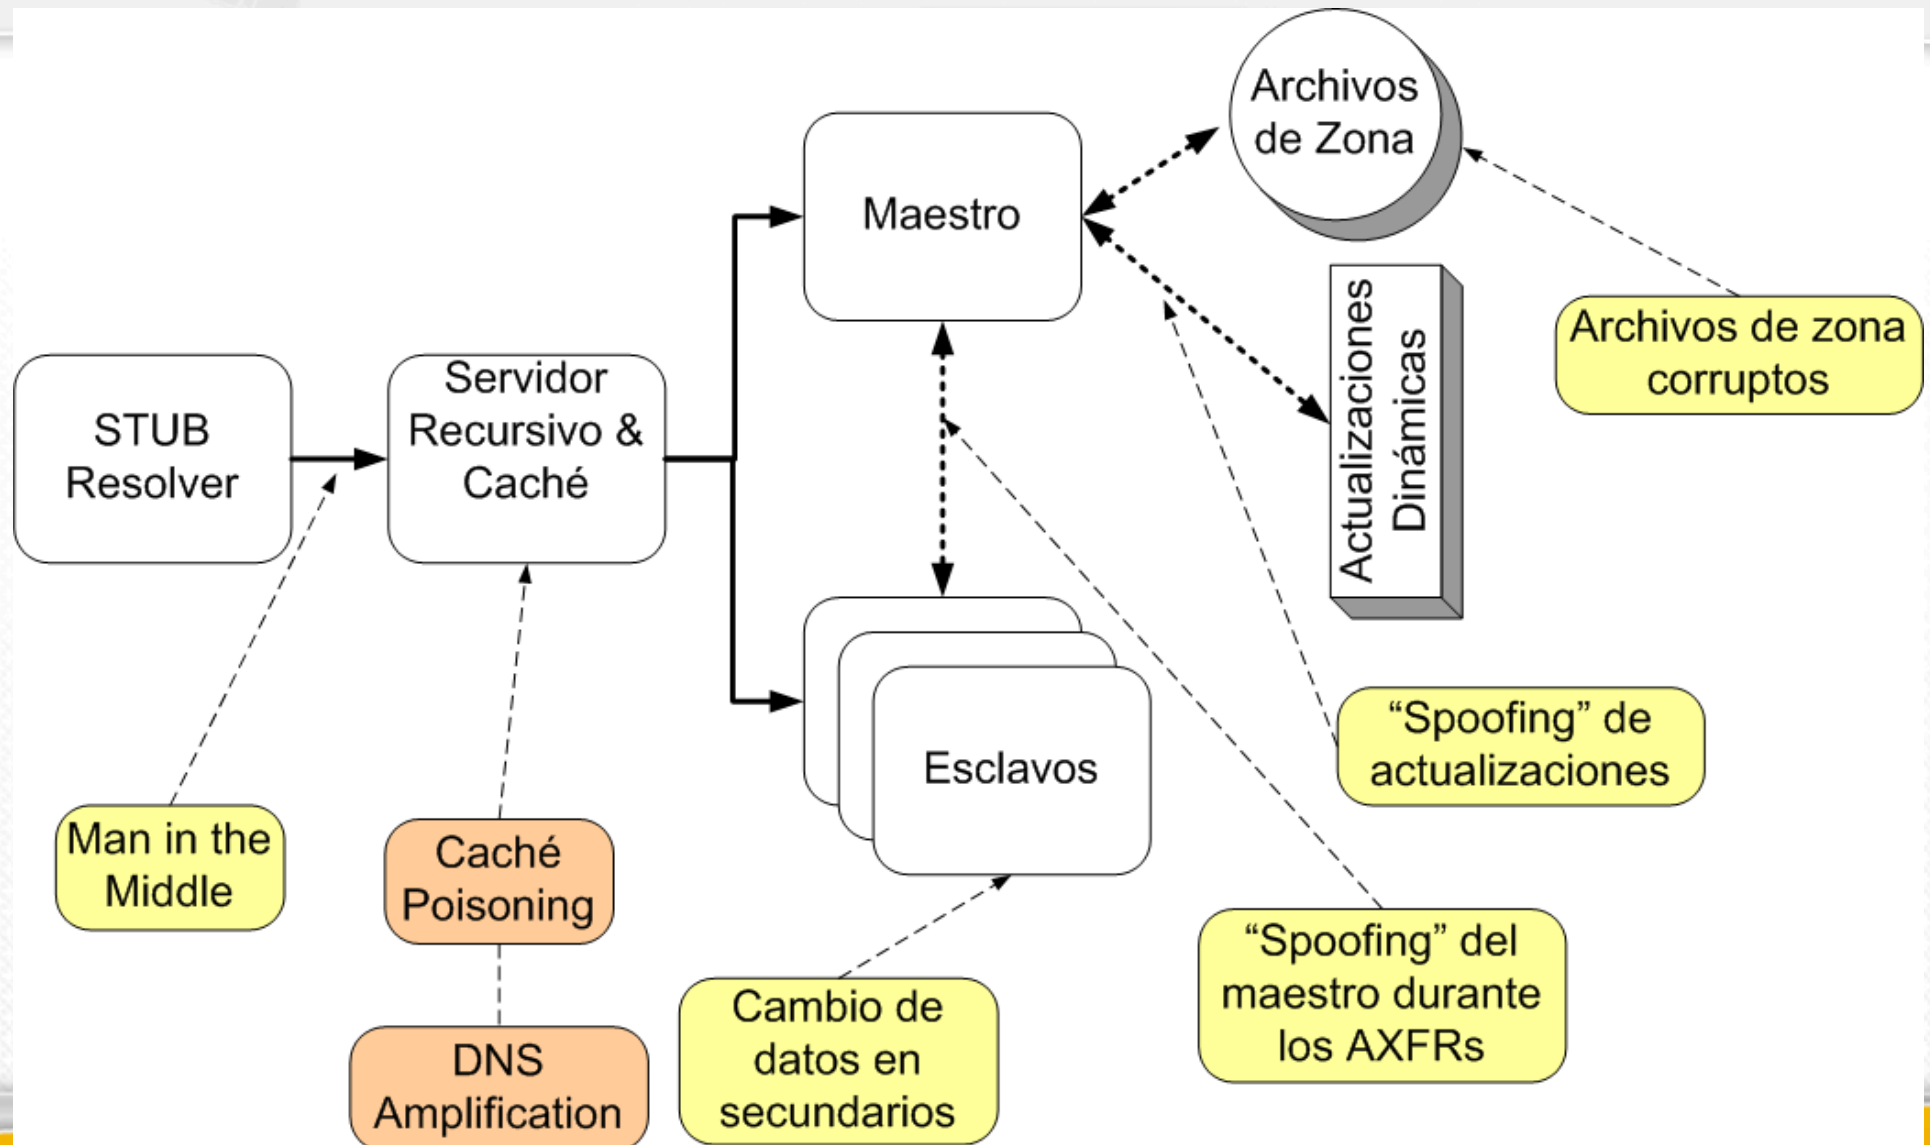 Archivos
de Zona
Maestro
Actualizaciones
Dinámicas
Archivos de zona
corruptos
STUB
Resolver
Servidor
Recursivo &
Caché
Esclavos
“Spoofing” de
actualizaciones
Man in the
Middle
Caché
Poisoning
“Spoofing” del
maestro durante
los AXFRs
Cambio de
datos en
secundarios
DNS
Amplification